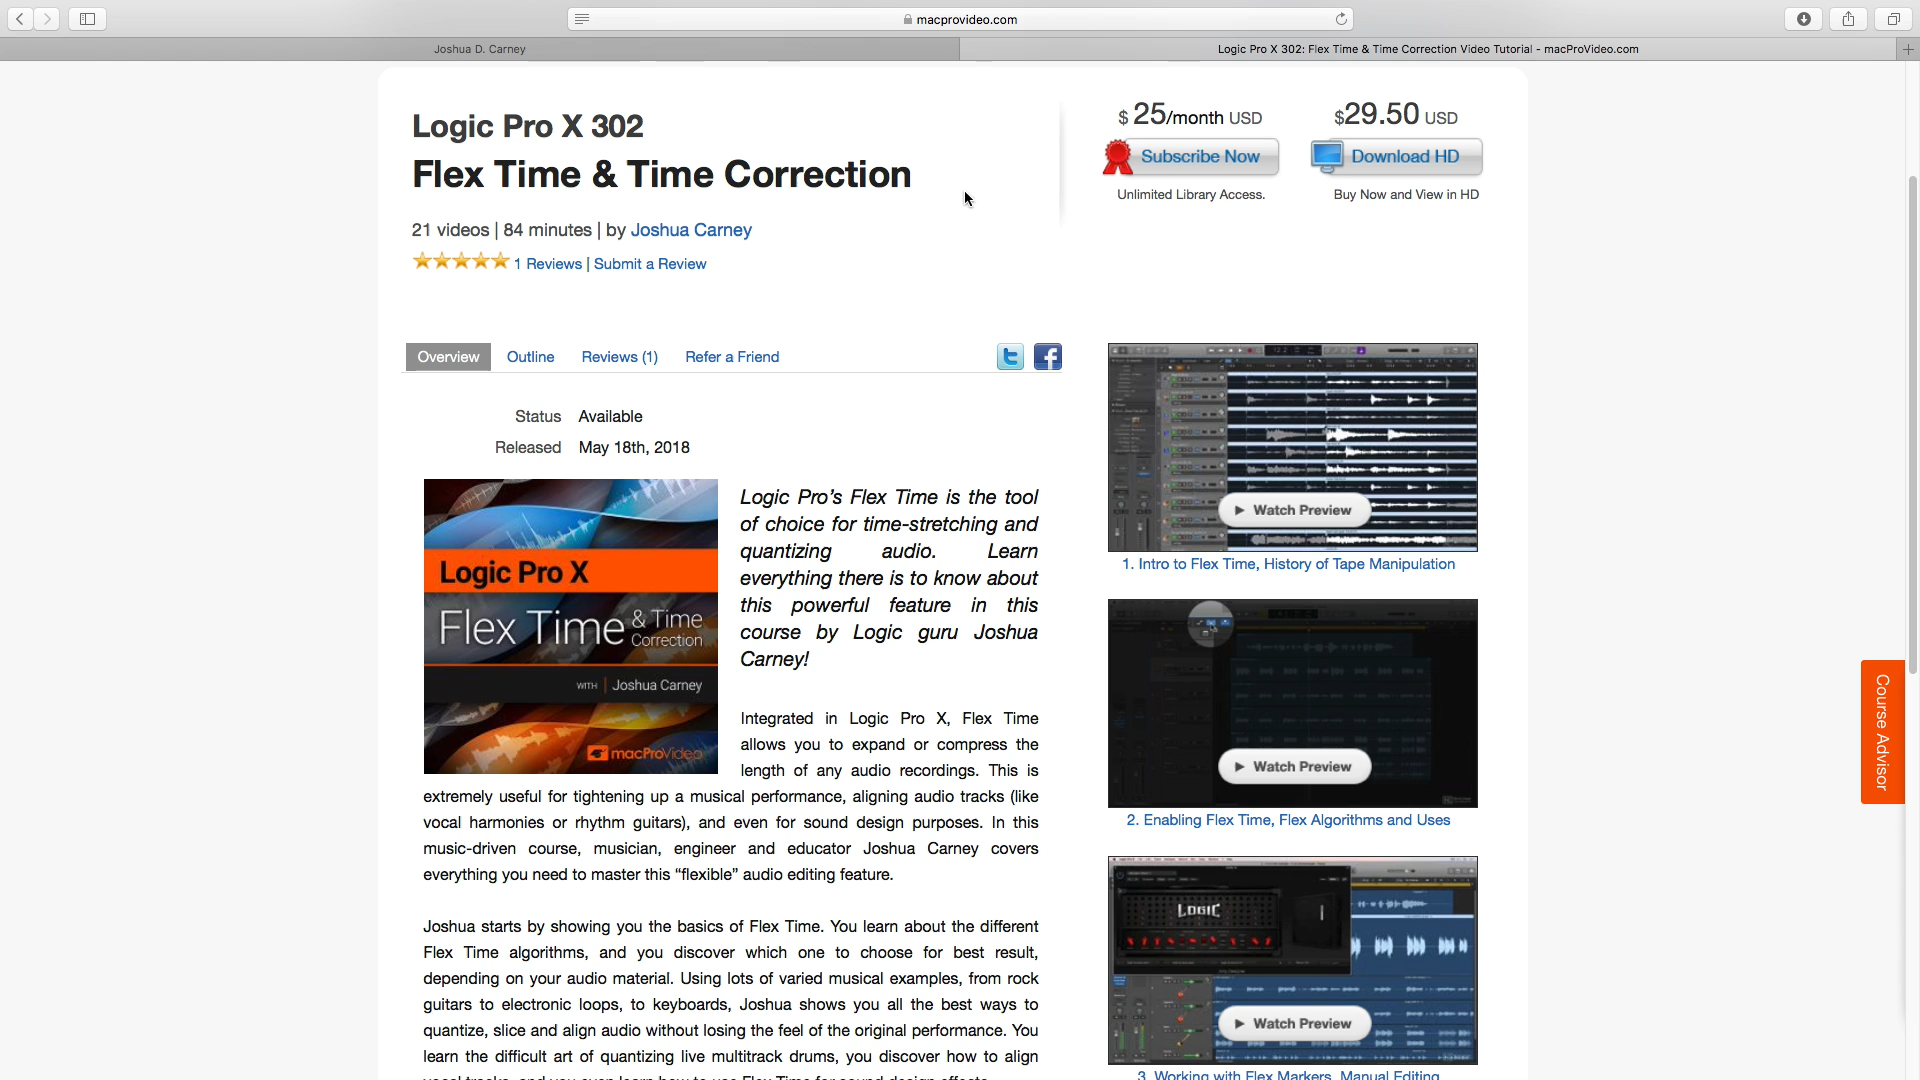 macprovideo.com
Joshua D. Carney
Logic Pro X 302: Flex Time & Time Correction Video Tutorial - macProVideo.com
Logic Pro X 302
Flex Time & Time Correction
21 videos | 84 minutes | by Joshua Carney
1 Reviews | Submit a Review
$ 25/month USD
Subscribe Now
Unlimited Library Access.
$29.50 USD
Download HD
Buy Now and View in HD
Overview
Outline
Reviews (1)
Refer a Friend
Status Available
Released May 18th, 2018
Logic Pro X
Flex Time & Time Correction
WITH | Joshua Carney
macProVideo
Logic Pro's Flex Time is the tool
of choice for time-stretching and
quantizing audio. Learn
everything there is to know about
this powerful feature in this
course by Logic guru Joshua
Carney!
Integrated in Logic Pro X, Flex Time
allows you to expand or compress the
length of any audio recordings. This is
extremely useful for tightening up a musical performance, aligning audio tracks (like
vocal harmonies or rhythm guitars), and even for sound design purposes. In this
music-driven course, musician, engineer and educator Joshua Carney covers
everything you need to master this “flexible” audio editing feature.
Joshua starts by showing you the basics of Flex Time. You learn about the different
Flex Time algorithms, and you discover which one to choose for best result,
depending on your audio material. Using lots of varied musical examples, from rock
guitars to electronic loops, to keyboards, Joshua shows you all the best ways to
quantize, slice and align audio without losing the feel of the original performance. You
learn the difficult art of quantizing live multitrack drums, you discover how to align
Watch Preview
1. Intro to Flex Time, History of Tape Manipulation
Watch Preview
2. Enabling Flex Time, Flex Algorithms and Uses
LOGIC
Watch Preview
3. Working with Flex Markers, Manual Editing
Course Advisor